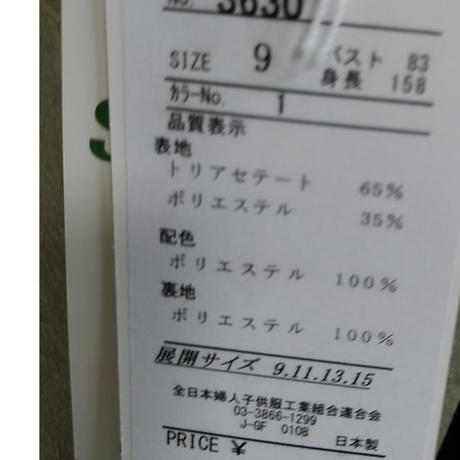 No. 3630
SIZE 9 バスト 83
身長 158
カラｰNo. 1
品質表示
表地
トリアセテート 65%
ポリエステル 35%
配色
ポリエステル 100%
裏地
ポリエステル 100%
展開サイズ 9.11.13.15
全日本婦人子供服工業組合連合会
03-3866-1299
J-GF 0108 日本製
PRICE ¥